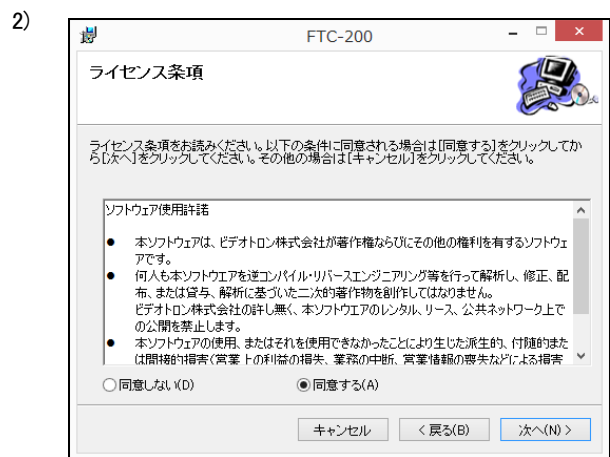 2)
FTC-200
ライセンス条項
ライセンス条項をお読みください。以下の条件に同意される場合は[同意する]をクリックしてか
ら[次へ]をクリックしてください。その他の場合は[キャンセル]をクリックしてください。
ソフトウェア使用許諾
● 本ソフトウェアは、ビデオトロン株式会社が著作権ならびにその他の権利を有するソフトウェ
アです。
● 何人も本ソフトウェアを逆コンパイル・リバースエンジニアリング等を行って解析し、修正、配
布、または貸与、解析に基づいた二次的著作物を創作してはなりません。
ビデオトロン株式会社の許し無く、本ソフトウェアのレンタル、リース、公共ネットワーク上で
の公開を禁止します。
● 本ソフトウェアの使用、またはそれを使用できなかったことにより生じた派生的、付随的また
は間接的損害(営業上の利益の損失、業務の中断、営業情報の喪失などによる損害
同意しない(D)
同意する(A)
キャンセル
< 戻る(B)
次へ(N) >